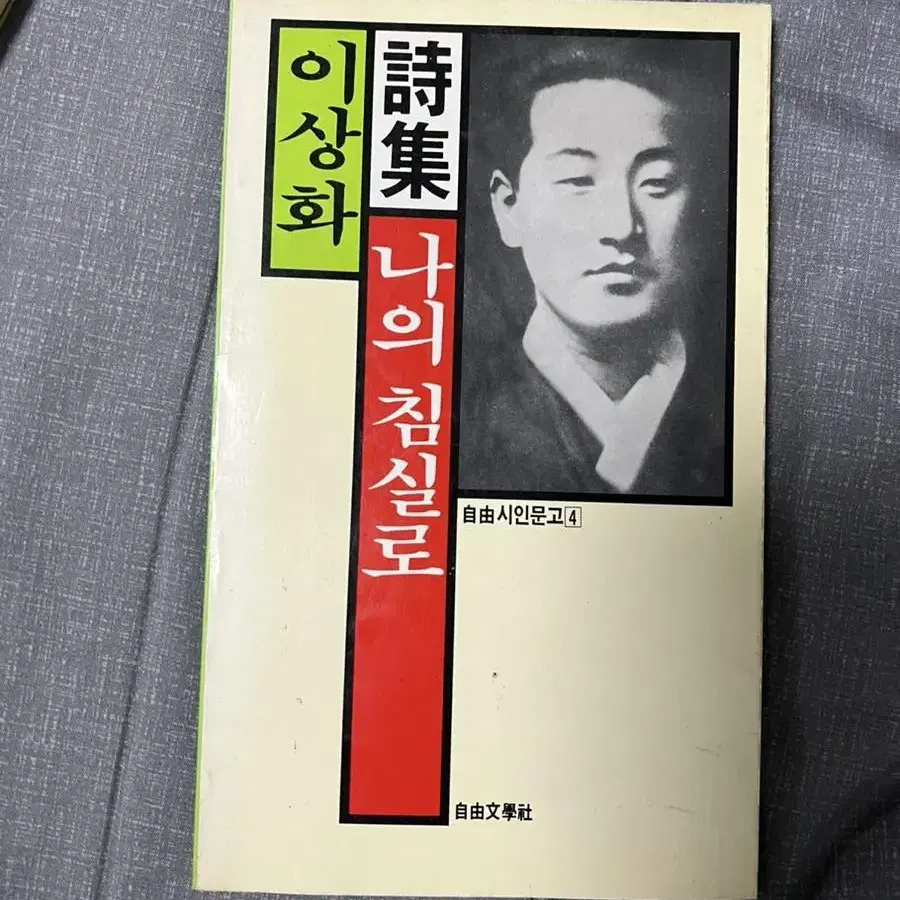 이상화
詩集
나의 침실로
自由시인문고4
自由文學社